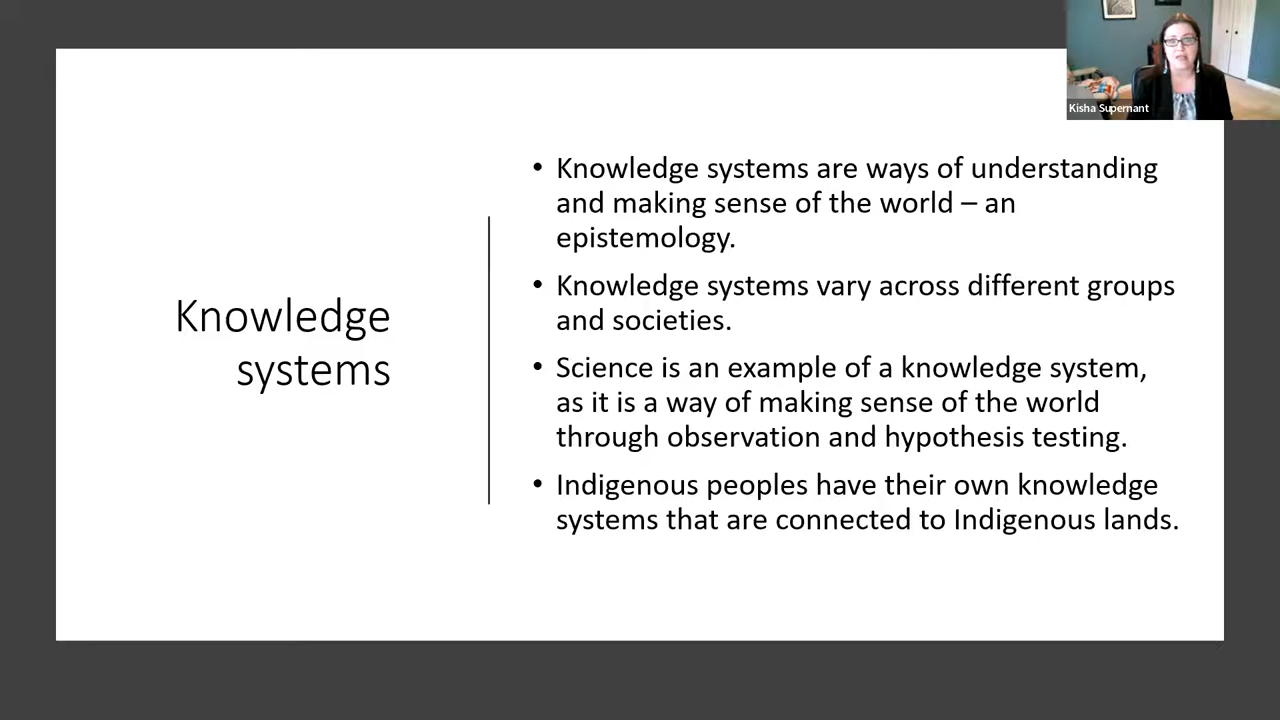 Kisha Supernant
Knowledge
systems
• Knowledge systems are ways of understanding
and making sense of the world – an
epistemology.
• Knowledge systems vary across different groups
and societies.
• Science is an example of a knowledge system,
as it is a way of making sense of the world
through observation and hypothesis testing.
• Indigenous peoples have their own knowledge
systems that are connected to Indigenous lands.